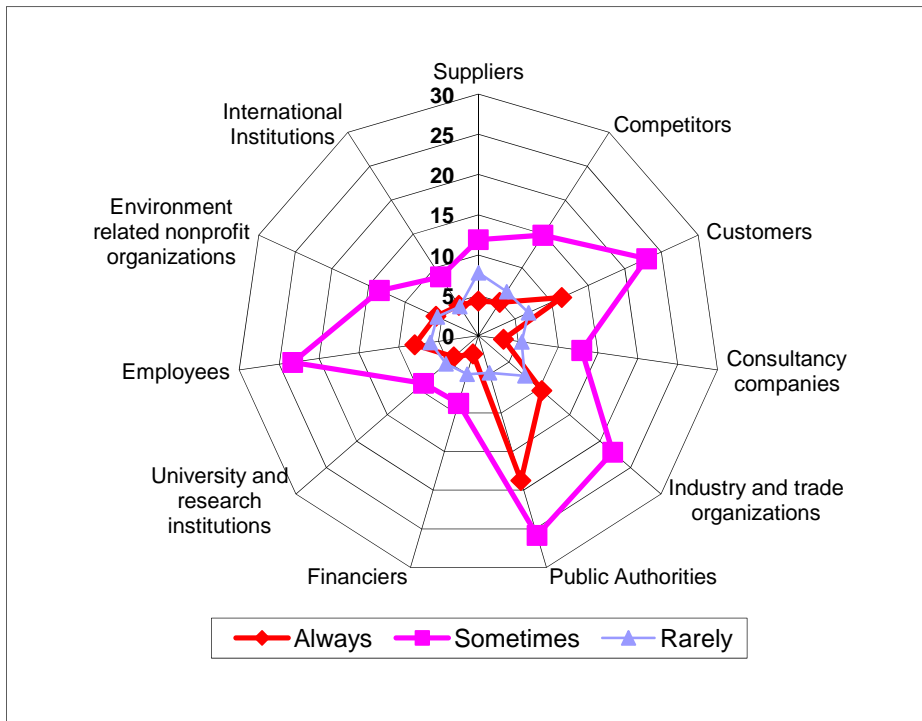 Suppliers
30
25
20
15
10
5
0
Competitors
Customers
Consultancy
companies
Industry and trade
organizations
Public Authorities
Financiers
University and
research
institutions
Employees
Environment
related nonprofit
organizations
International
Institutions
Always
Sometimes
Rarely